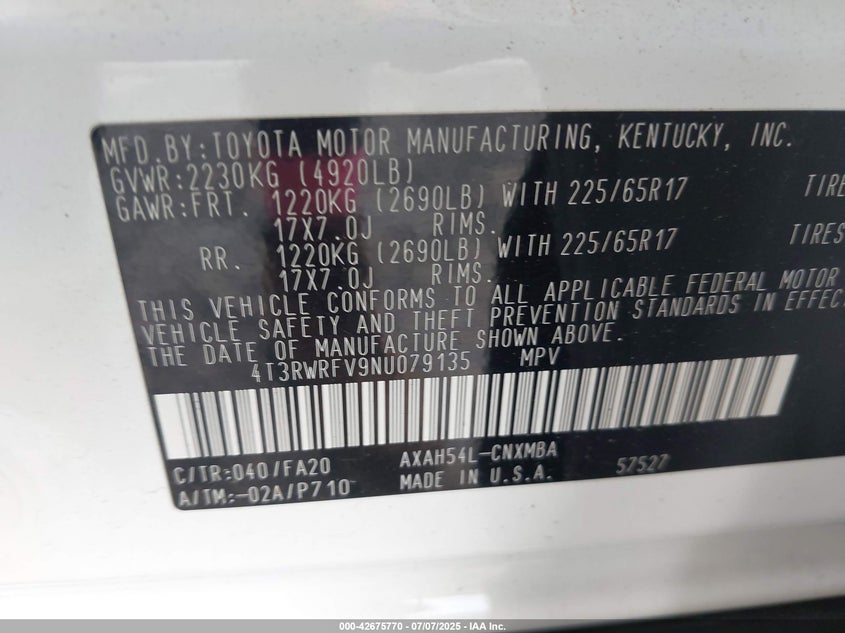 MFD.BY:TOYOTA MOTOR MANUFACTURING, KENTUCKY, INC.
GVWR:2230KG (4920LB)
GAWR:FRT. 1220KG (2690LB) WITH 225/65R17 TIRE
17X7.0J RIMS.
RR. 1220KG (2690LB) WITH 225/65R17 TIRES
17X7.0J RIMS.
THIS VEHICLE CONFORMS TO ALL APPLICABLE FEDERAL MOTOR
VEHICLE SAFETY AND THEFT PREVENTION STANDARDS IN EFFEC
THE DATE OF MANUFACTURE SHOWN ABOVE.
4T3RWRFV9NU079135 MPV
C/TR:040/FA20 AXAH54L-CNXMBA 57527
A/TM:-02A/P710 MADE IN U.S.A.
000-42675770 - 07/07/2025 - IAA Inc.